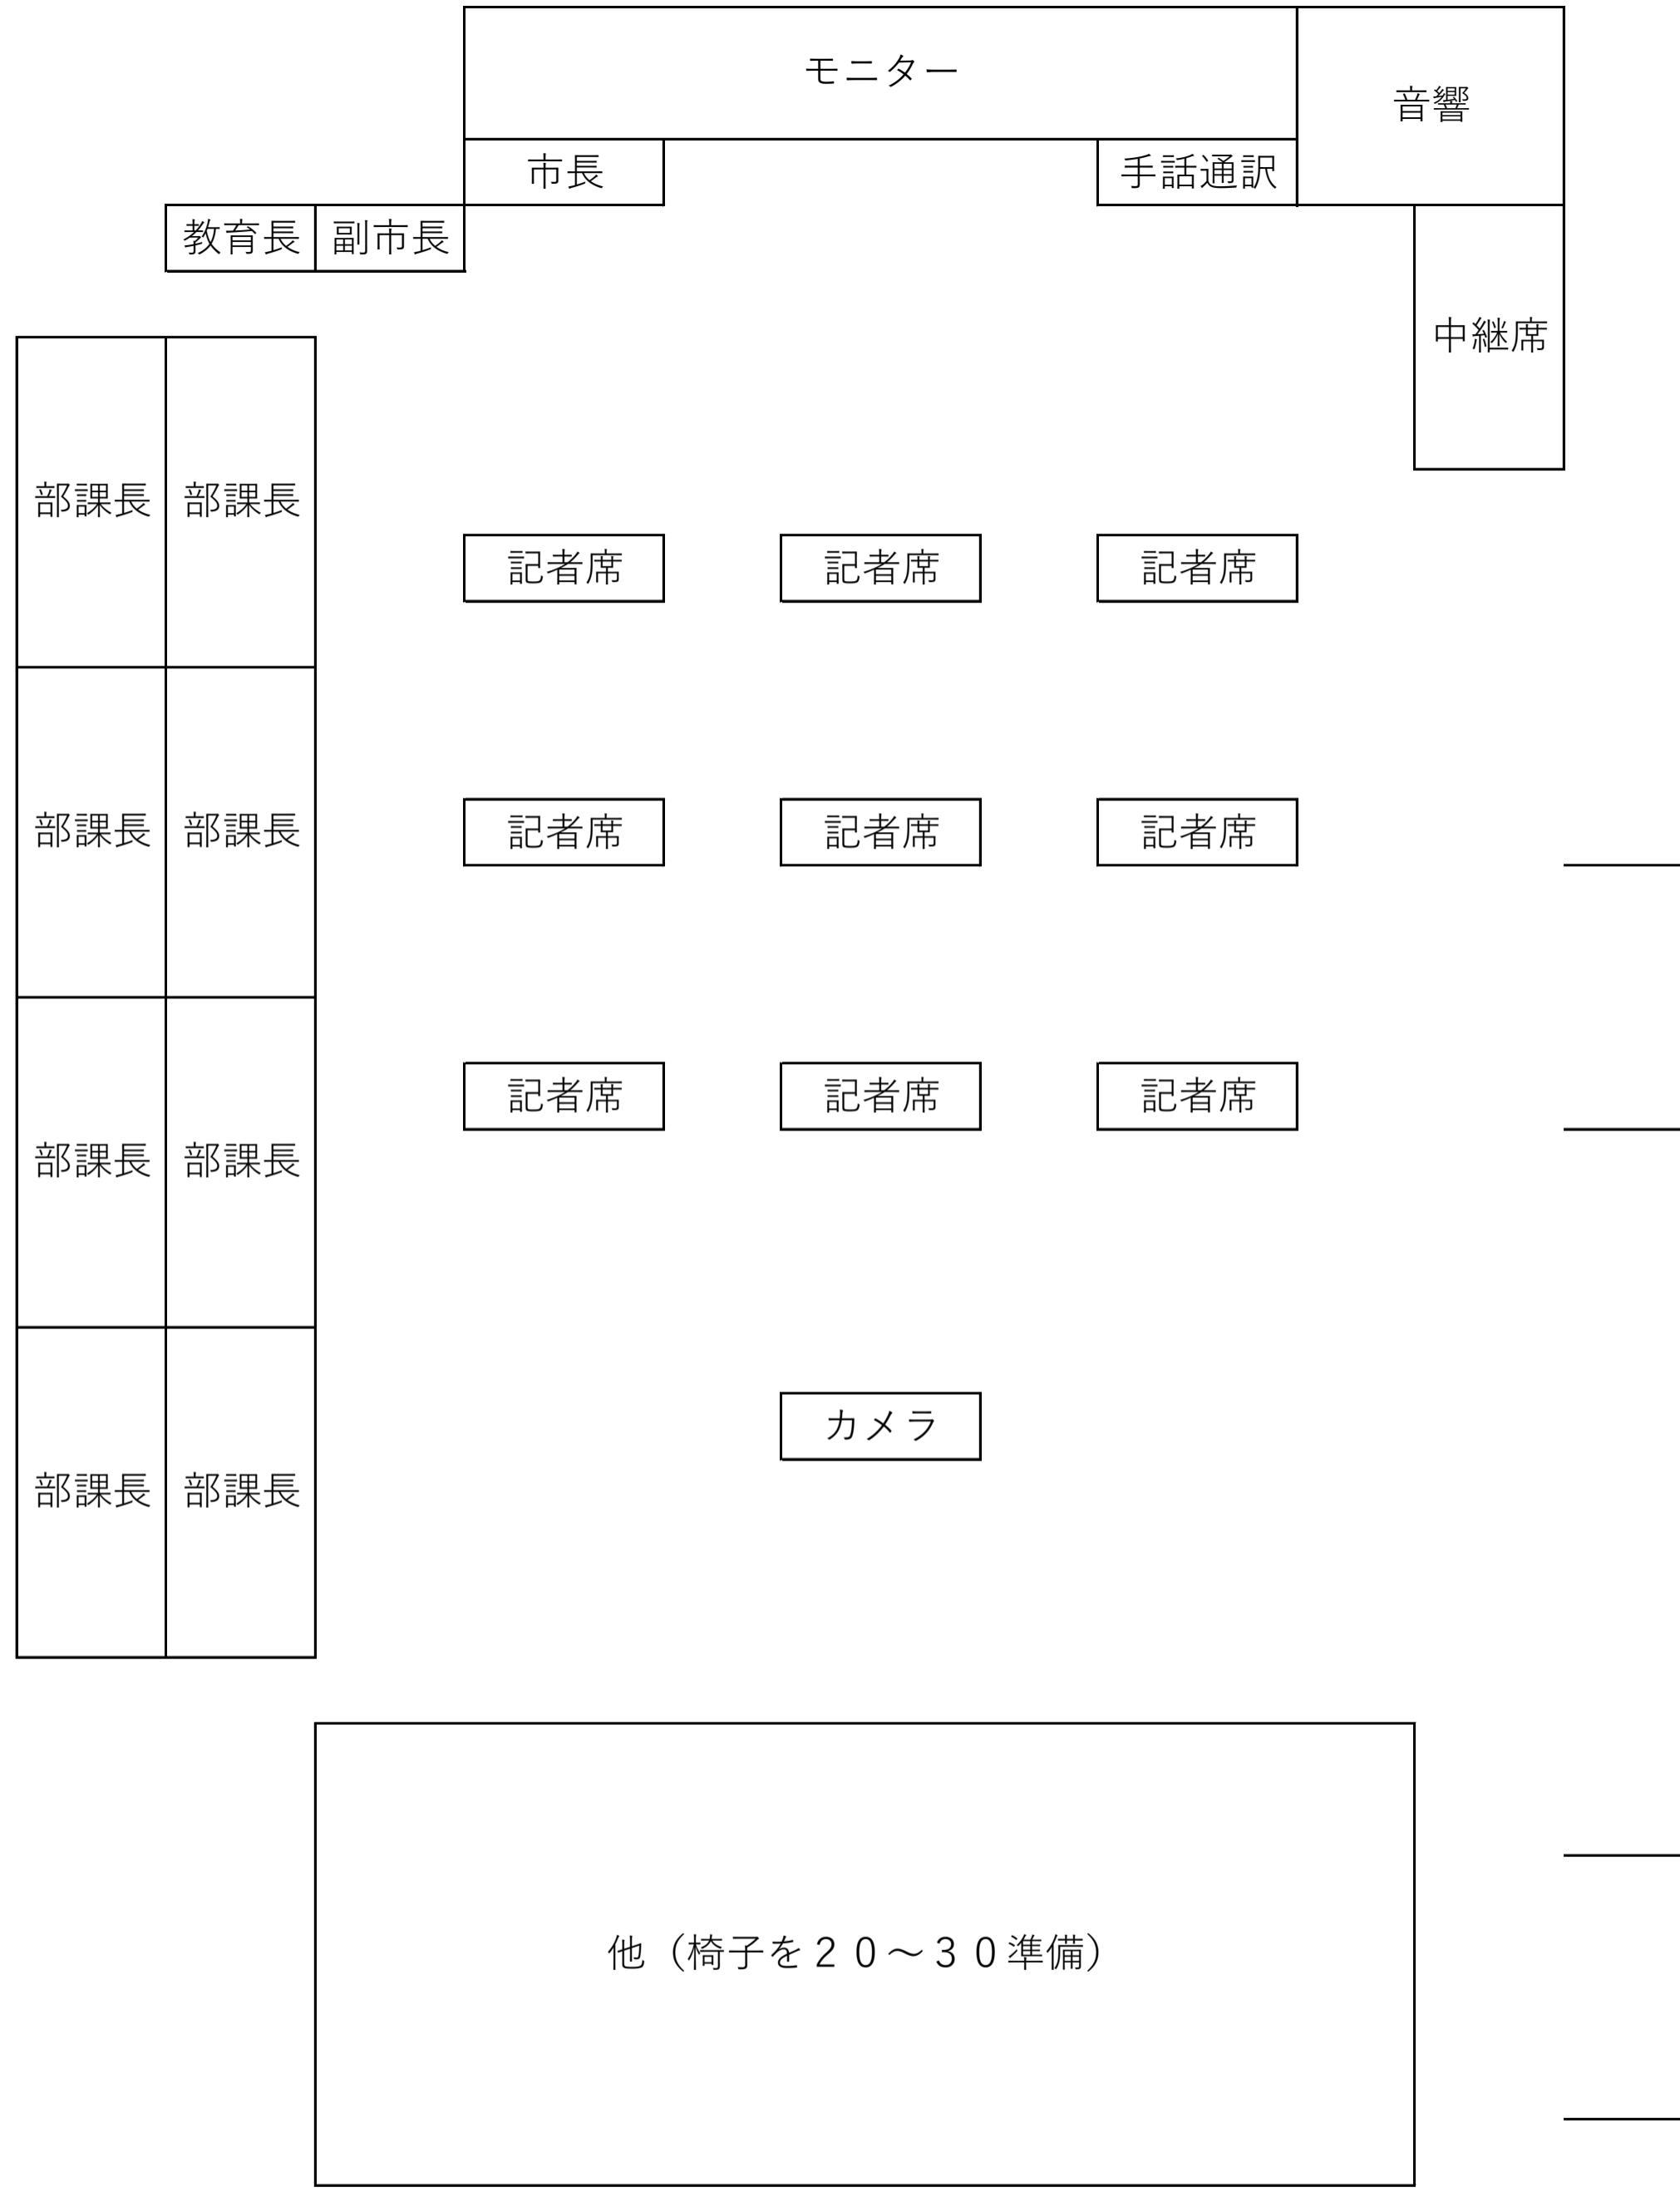 モニター
音響
市長
手話通訳
教育長
副市長
中継席
部課長
部課長
記者席
記者席
記者席
部課長
部課長
記者席
記者席
記者席
部課長
部課長
記者席
記者席
記者席
カメラ
部課長
部課長
他（椅子を２０～３０準備）